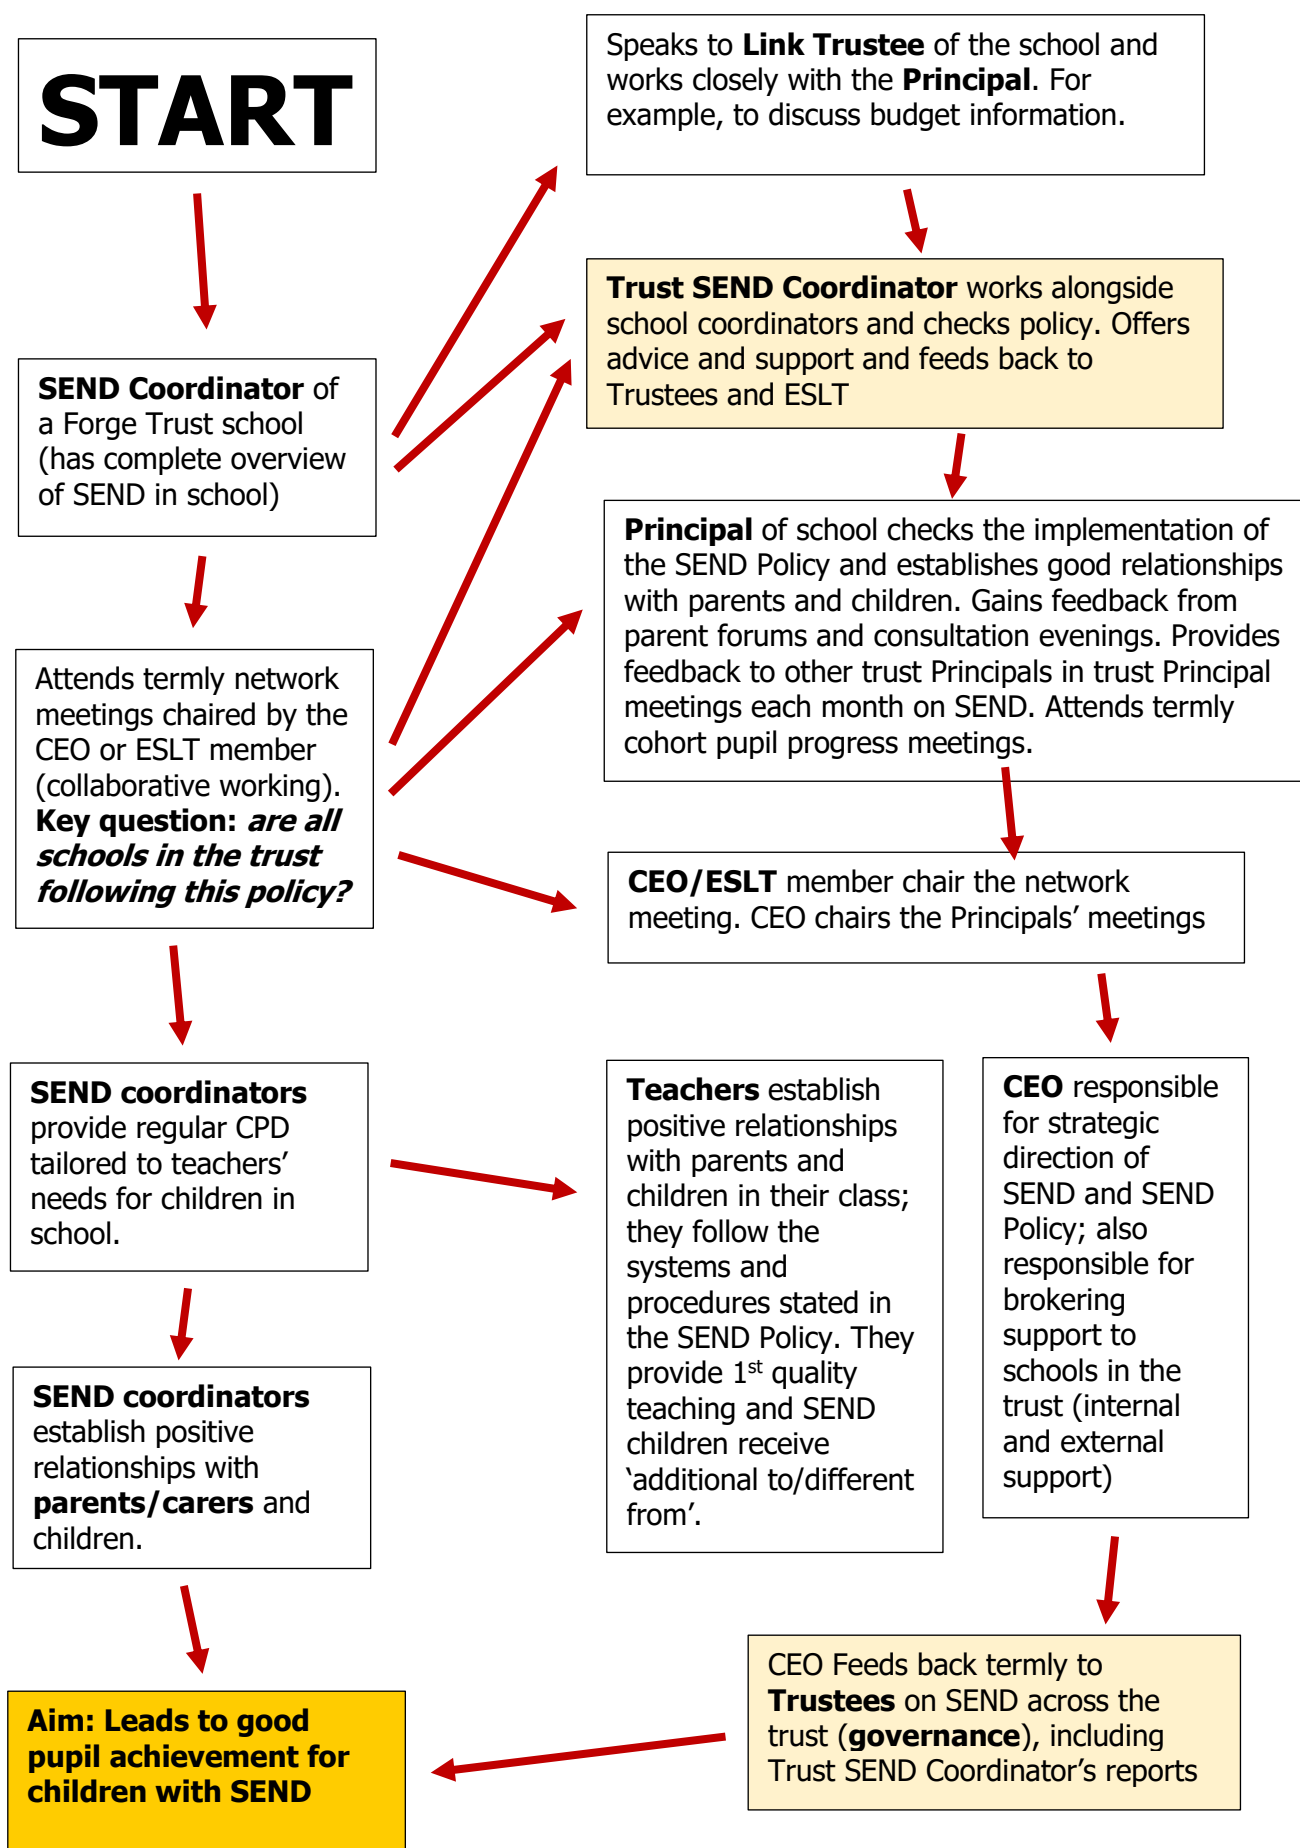 START
Speaks to Link Trustee of the school and
works closely with the Principal. For
example, to discuss budget information.
Trust SEND Coordinator works alongside
school coordinators and checks policy. Offers
advice and support and feeds back to
Trustees and ESLT
SEND Coordinator of
a Forge Trust school
(has complete overview
of SEND in school)
Principal of school checks the implementation of
the SEND Policy and establishes good relationships
with parents and children. Gains feedback from
parent forums and consultation evenings. Provides
feedback to other trust Principals in trust Principal
meetings each month on SEND. Attends termly
cohort pupil progress meetings.
Attends termly network
meetings chaired by the
CEO or ESLT member
(collaborative working).
Key question: are all
schools in the trust
following this policy?
CEO/ESLT member chair the network
meeting. CEO chairs the Principals’ meetings
SEND coordinators
provide regular CPD
tailored to teachers’
needs for children in
school.
Teachers establish
positive relationships
with parents and
children in their class;
they follow the
systems and
procedures stated in
the SEND Policy. They
provide 1st quality
teaching and SEND
children receive
‘additional to/different
from’.
CEO responsible
for strategic
direction of
SEND and SEND
Policy; also
responsible for
brokering
support to
schools in the
trust (internal
and external
support)
SEND coordinators
establish positive
relationships with
parents/carers and
children.
CEO Feeds back termly to
Trustees on SEND across the
trust (governance), including
Trust SEND Coordinator’s reports
Aim: Leads to good
pupil achievement for
children with SEND